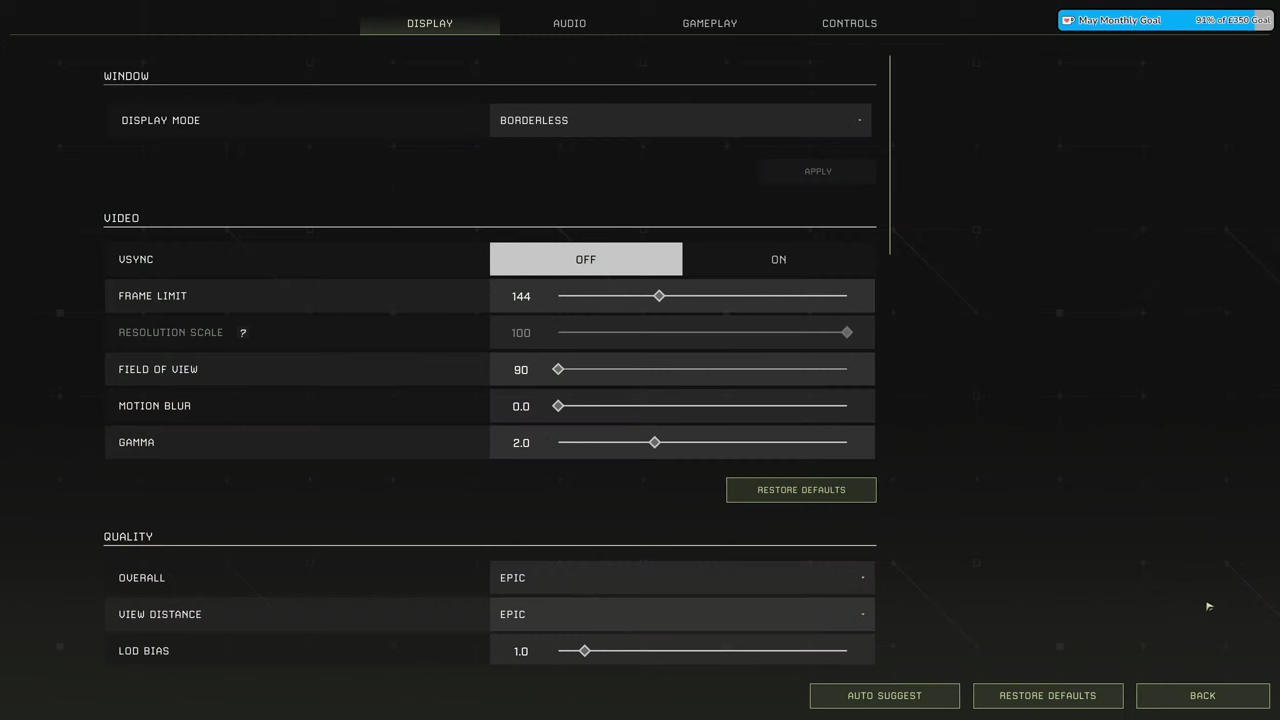 DISPLAY
AUDIO
GAMEPLAY
CONTROLS
May Monthly Goal
91% of £350 Goal
WINDOW
DISPLAY MODE
BORDERLESS
APPLY
VIDEO
VSYNC
OFF
ON
FRAME LIMIT
144
RESOLUTION SCALE ?
100
FIELD OF VIEW
90
MOTION BLUR
0.0
GAMMA
2.0
RESTORE DEFAULTS
QUALITY
OVERALL
EPIC
VIEW DISTANCE
EPIC
LOD BIAS
1.0
AUTO SUGGEST
RESTORE DEFAULTS
BACK